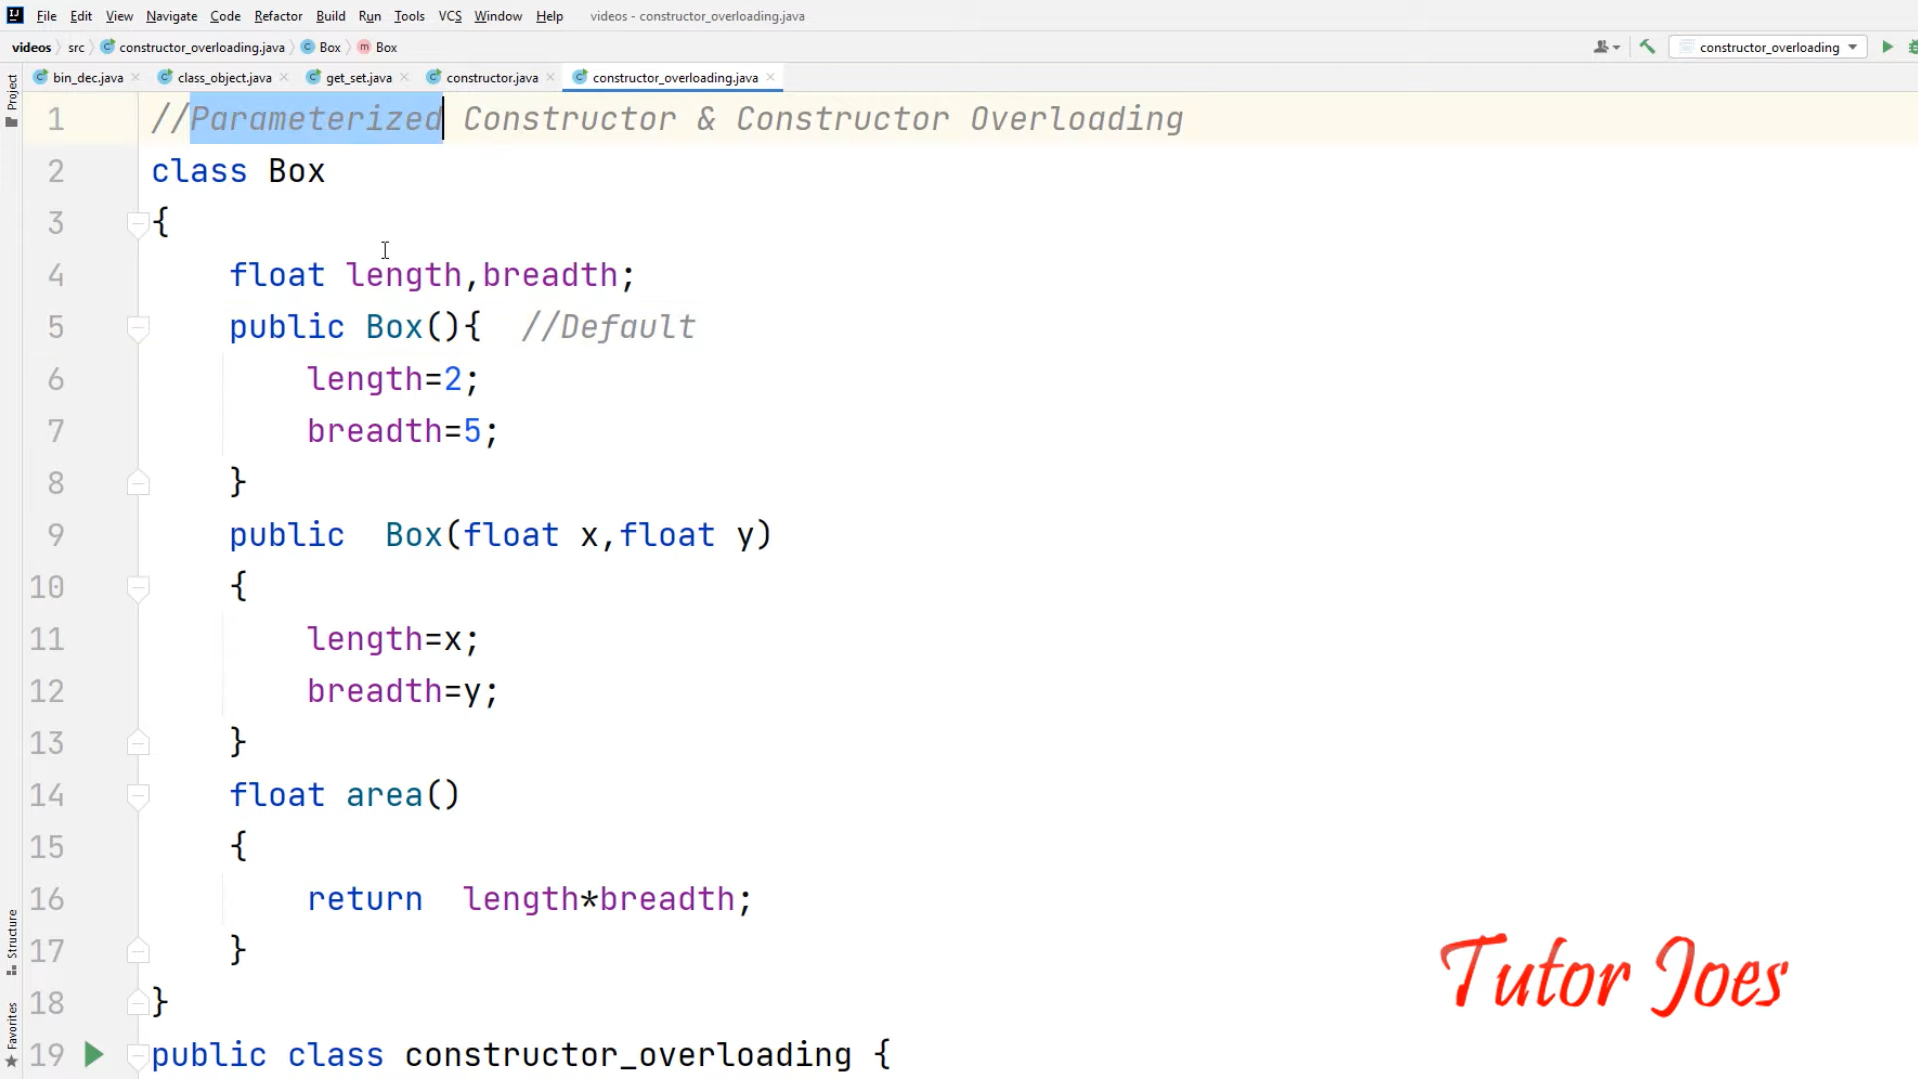 File Edit View Navigate Code Refactor Build Run Tools VCS Window Help videos - constructor_overloading.java
videos src constructor_overloading.java Box m Box constructor_overloading
Project
bin_dec.java class_object.java get_set.java constructor.java constructor_overloading.java
1 //Parameterized Constructor & Constructor Overloading
2 class Box
3 {
4 float length,breadth;
5 public Box(){ //Default
6 length=2;
7 breadth=5;
8 }
9 public Box(float x,float y)
10 {
11 length=x;
12 breadth=y;
13 }
14 float area()
15 {
16 return length*breadth;
17 }
18 }
19 public class constructor_overloading {
Structure
Favorites
Tutor Joes